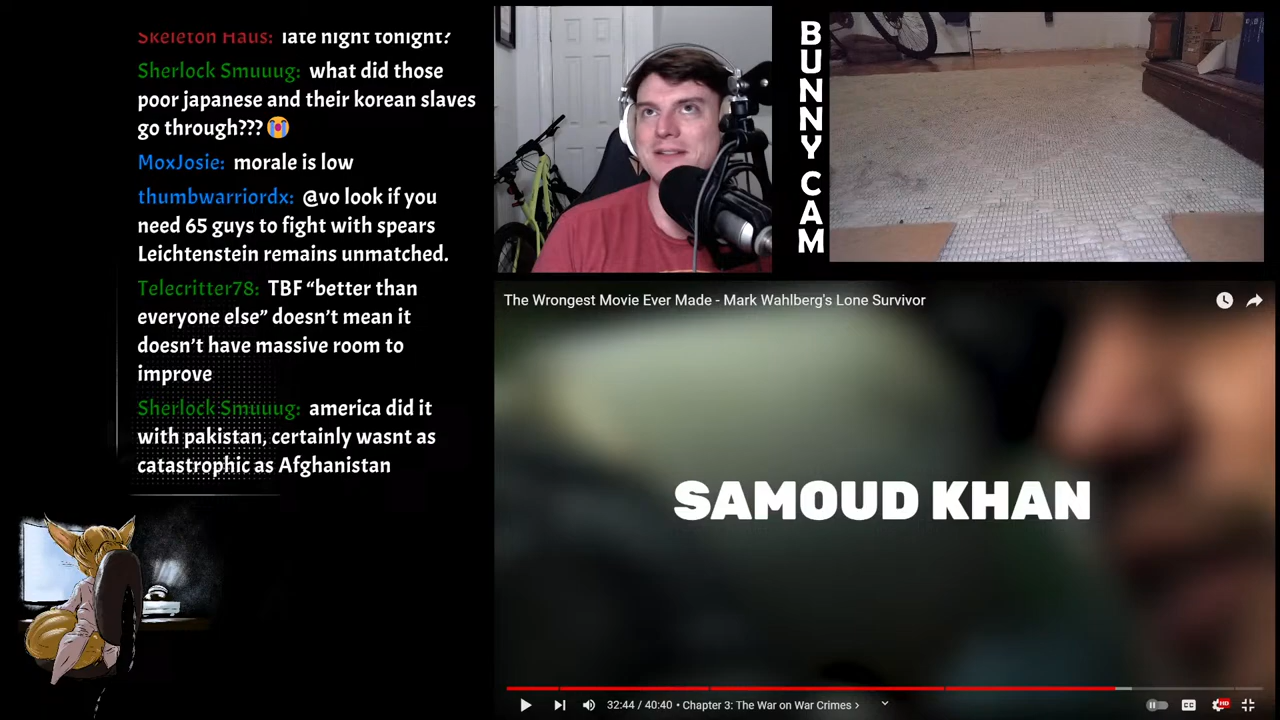 Skeleton Haus: late night tonight?
Sherlock Smuuug: what did those
poor japanese and their korean slaves
go through???
MoxJosie: morale is low
thumbwarriordx: @vo look if you
need 65 guys to fight with spears
Leichtenstein remains unmatched.
Telecritter78: TBF “better than
everyone else” doesn’t mean it
doesn’t have massive room to
improve
Sherlock Smuuug: america did it
with pakistan, certainly wasnt as
catastrophic as Afghanistan
BUNNY CAM
The Wrongest Movie Ever Made - Mark Wahlberg's Lone Survivor
SAMOUD KHAN
32:44 / 40:40 • Chapter 3: The War on War Crimes >
CC
HD